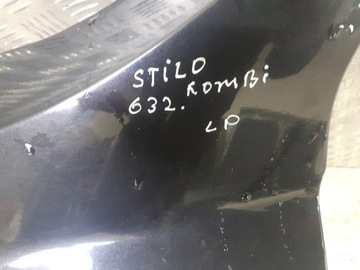 STILO
KOMBI
632.
LP